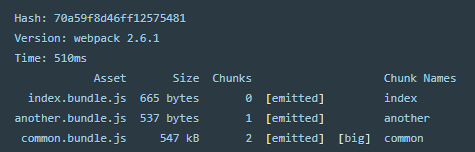 Hash: 70a59f8d46ff12575481
Version: webpack 2.6.1
Time: 510ms
Asset Size Chunks Chunk Names
index.bundle.js 665 bytes 0 [emitted] index
another.bundle.js 537 bytes 1 [emitted] another
common.bundle.js 547 kB 2 [emitted] [big] common